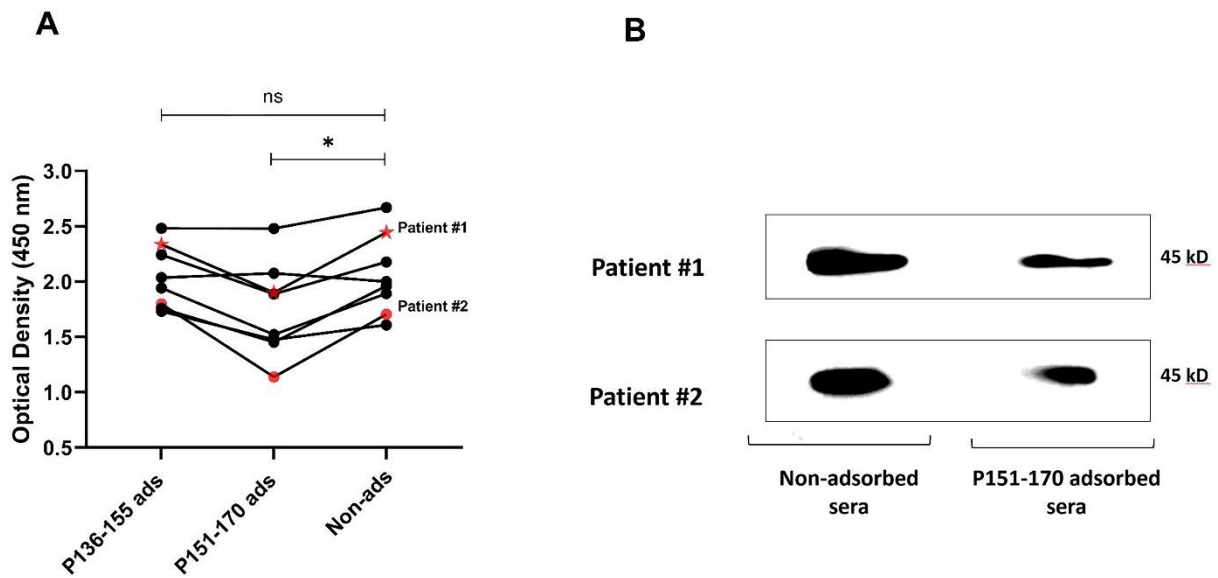 A
B
ns
*
3.0
2.5
2.0
1.5
1.0
0.5
Optical Density (450 nm)
Patient #1
Patient #2
P136-155 ads
P151-170 ads
Non-ads
Patient #1
45 kD
Patient #2
45 kD
Non-adsorbed
sera
P151-170 adsorbed
sera